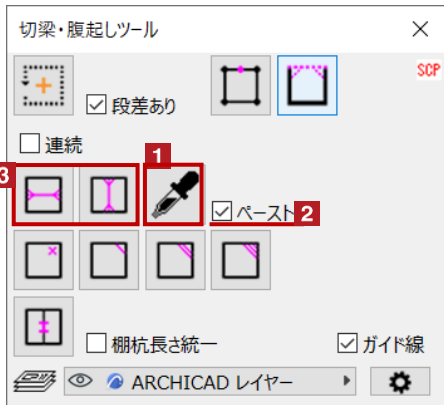 切梁・腹起しツール
SCP
段差あり
連続
1
3
ペースト 2
棚杭長さ統一
ガイド線
ARCHICAD レイヤー